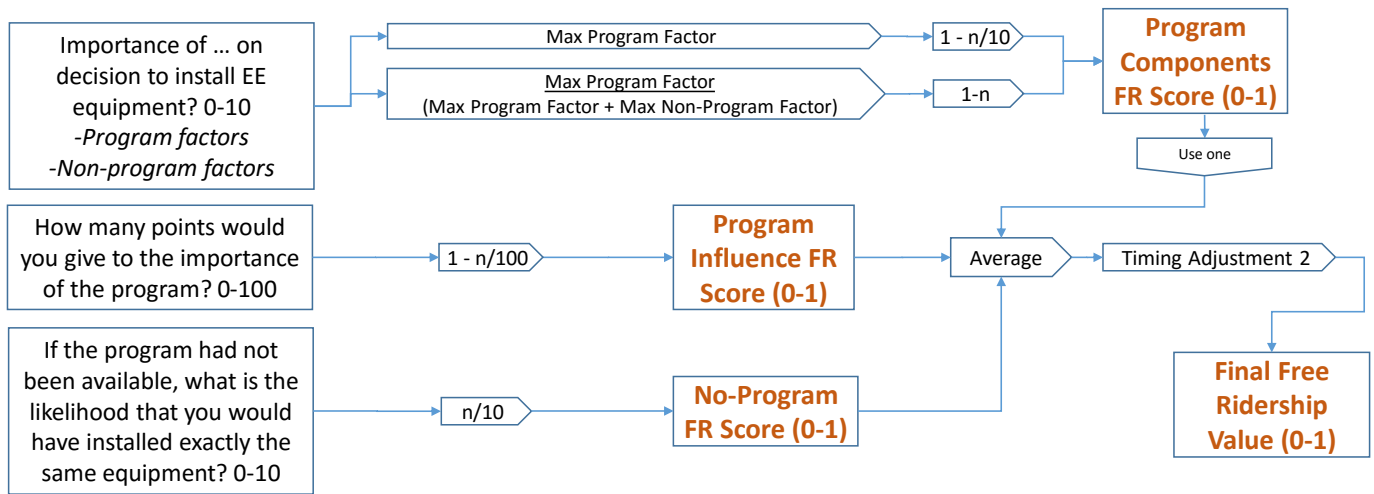 Importance of … on
decision to install EE
equipment? 0-10
-Program factors
-Non-program factors
Max Program Factor
1 - n/10
Max Program Factor
(Max Program Factor + Max Non-Program Factor)
1-n
Program
Components
FR Score (0-1)
Use one
How many points would
you give to the importance
of the program? 0-100
1 - n/100
Program
Influence FR
Score (0-1)
Average
Timing Adjustment 2
If the program had not
been available, what is the
likelihood that you would
have installed exactly the
same equipment? 0-10
n/10
No-Program
FR Score (0-1)
Final Free
Ridership
Value (0-1)